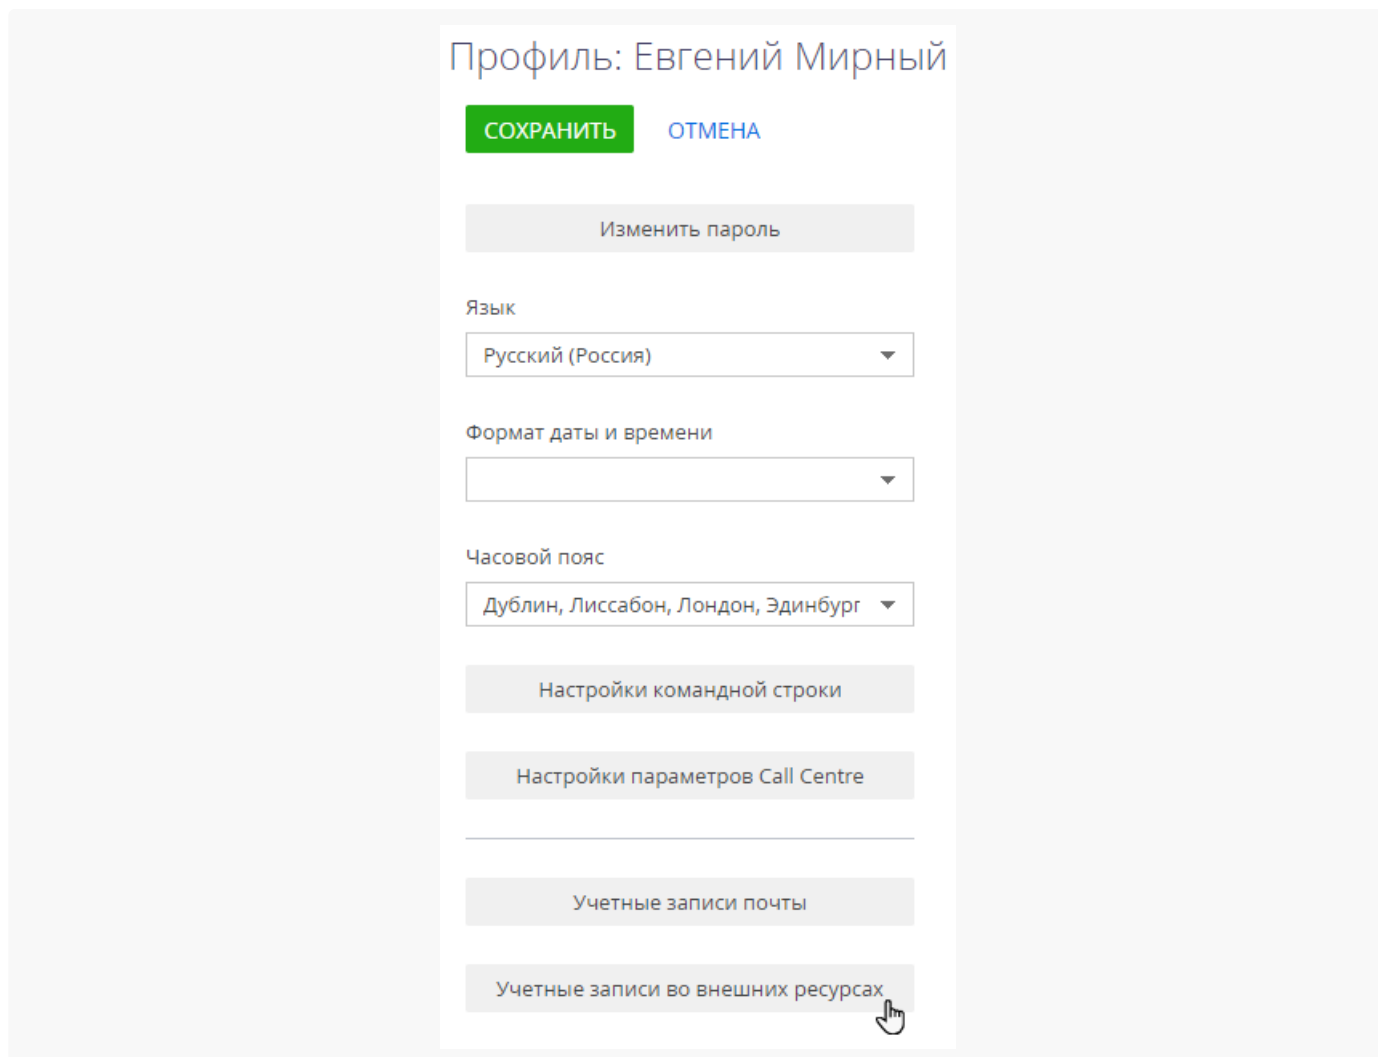 Профиль: Евгений Мирный
СОХРАНИТЬ ОТМЕНА
Изменить пароль
Язык
Русский (Россия)
Формат даты и времени
Часовой пояс
Дублин, Лиссабон, Лондон, Эдинбург
Настройки командной строки
Настройки параметров Call Centre
Учетные записи почты
Учетные записи во внешних ресурсах